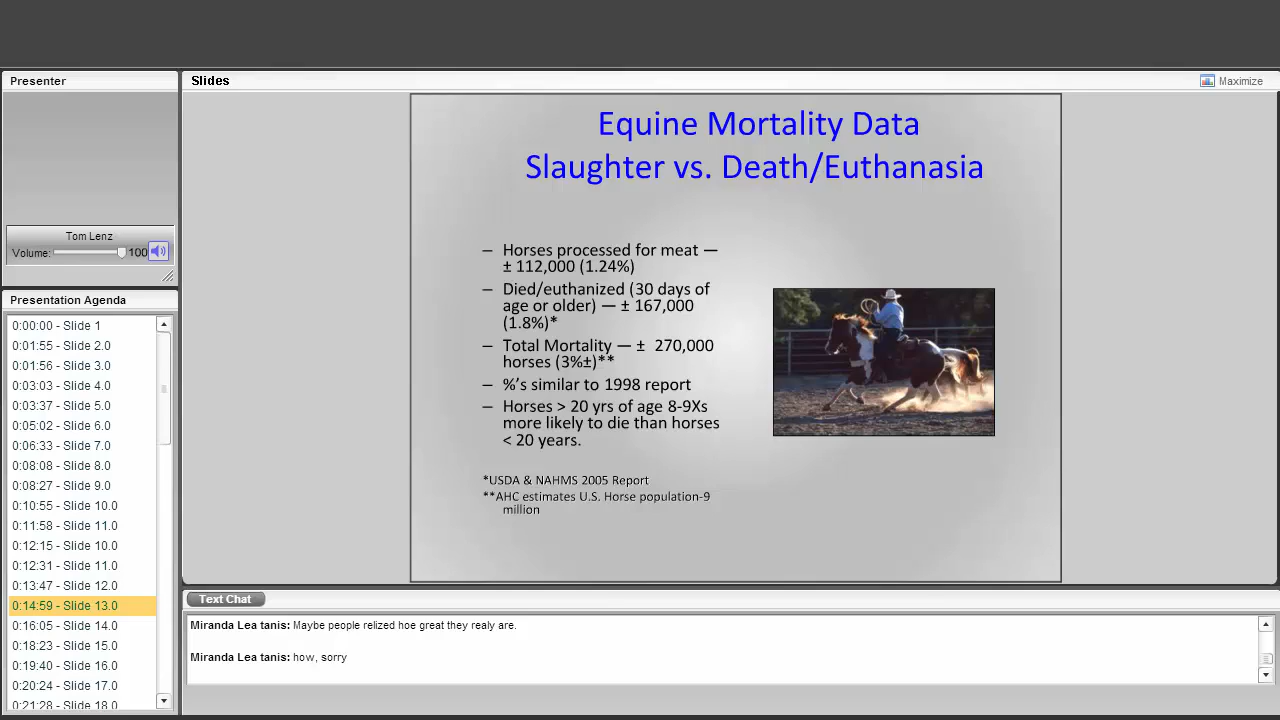 Presenter
Tom Lenz
Volume: 100
Presentation Agenda
0:00:00 - Slide 1
0:01:55 - Slide 2.0
0:01:56 - Slide 3.0
0:03:03 - Slide 4.0
0:03:37 - Slide 5.0
0:05:02 - Slide 6.0
0:06:33 - Slide 7.0
0:08:08 - Slide 8.0
0:08:27 - Slide 9.0
0:10:55 - Slide 10.0
0:11:58 - Slide 11.0
0:12:15 - Slide 10.0
0:12:31 - Slide 11.0
0:13:47 - Slide 12.0
0:14:59 - Slide 13.0
0:16:05 - Slide 14.0
0:18:23 - Slide 15.0
0:19:40 - Slide 16.0
0:20:24 - Slide 17.0
0:21:28 - Slide 18.0
Slides
Maximize
Equine Mortality Data
Slaughter vs. Death/Euthanasia
– Horses processed for meat —
± 112,000 (1.24%)
– Died/euthanized (30 days of
age or older) — ± 167,000
(1.8%)*
– Total Mortality — ± 270,000
horses (3%±)**
– %'s similar to 1998 report
– Horses > 20 yrs of age 8-9Xs
more likely to die than horses
< 20 years.
*USDA & NAHMS 2005 Report
**AHC estimates U.S. Horse population-9
million
Text Chat
Miranda Lea tanis: Maybe people relized hoe great they realy are.
Miranda Lea tanis: how, sorry